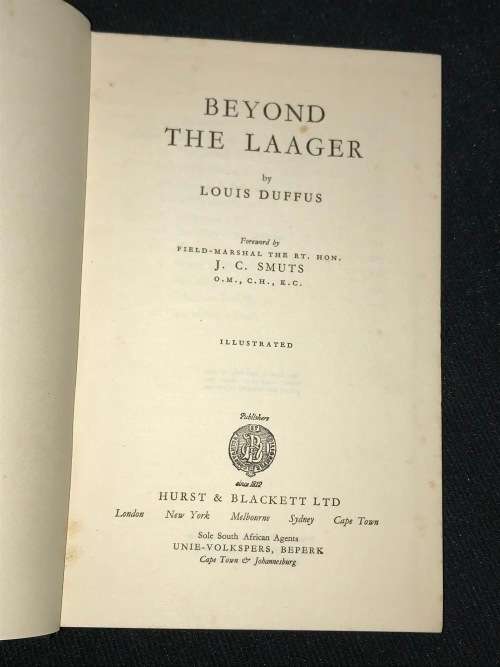 BEYOND
THE LAAGER
by
LOUIS DUFFUS
Foreword by
FIELD-MARSHAL THE RT. HON.
J. C. SMUTS
O.M., C.H., K.C.
ILLUSTRATED
Publishers
since 1812
HURST & BLACKETT LTD
London New York Melbourne Sydney Cape Town
Sole South African Agents
UNIE-VOLKSPERS, BEPERK
Cape Town & Johannesburg